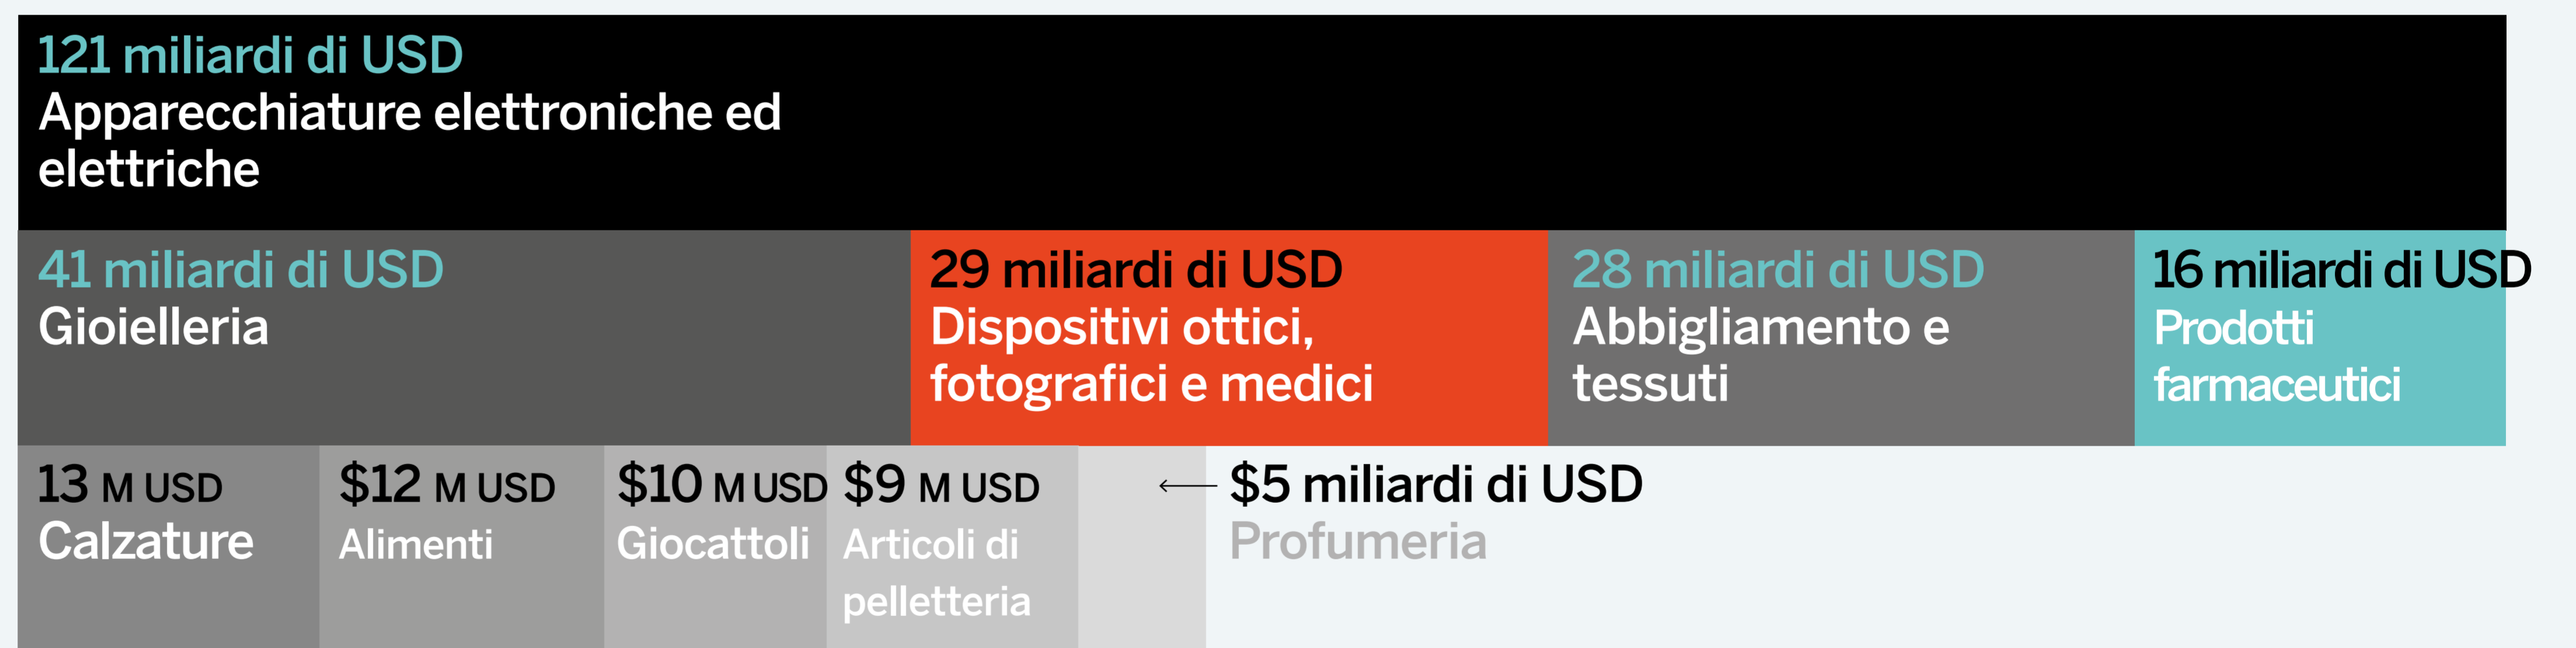 121 miliardi di USD
Apparecchiature elettroniche ed
elettriche
41 miliardi di USD
Gioielleria
29 miliardi di USD
Dispositivi ottici,
fotografici e medici
28 miliardi di USD
Abbigliamento e
tessuti
16 miliardi di USD
Prodotti
farmaceutici
13 M USD
Calzature
$12 M USD
Alimenti
$10 M USD
Giocattoli
$9 M USD
Articoli di
pelletteria
$5 miliardi di USD
Profumeria